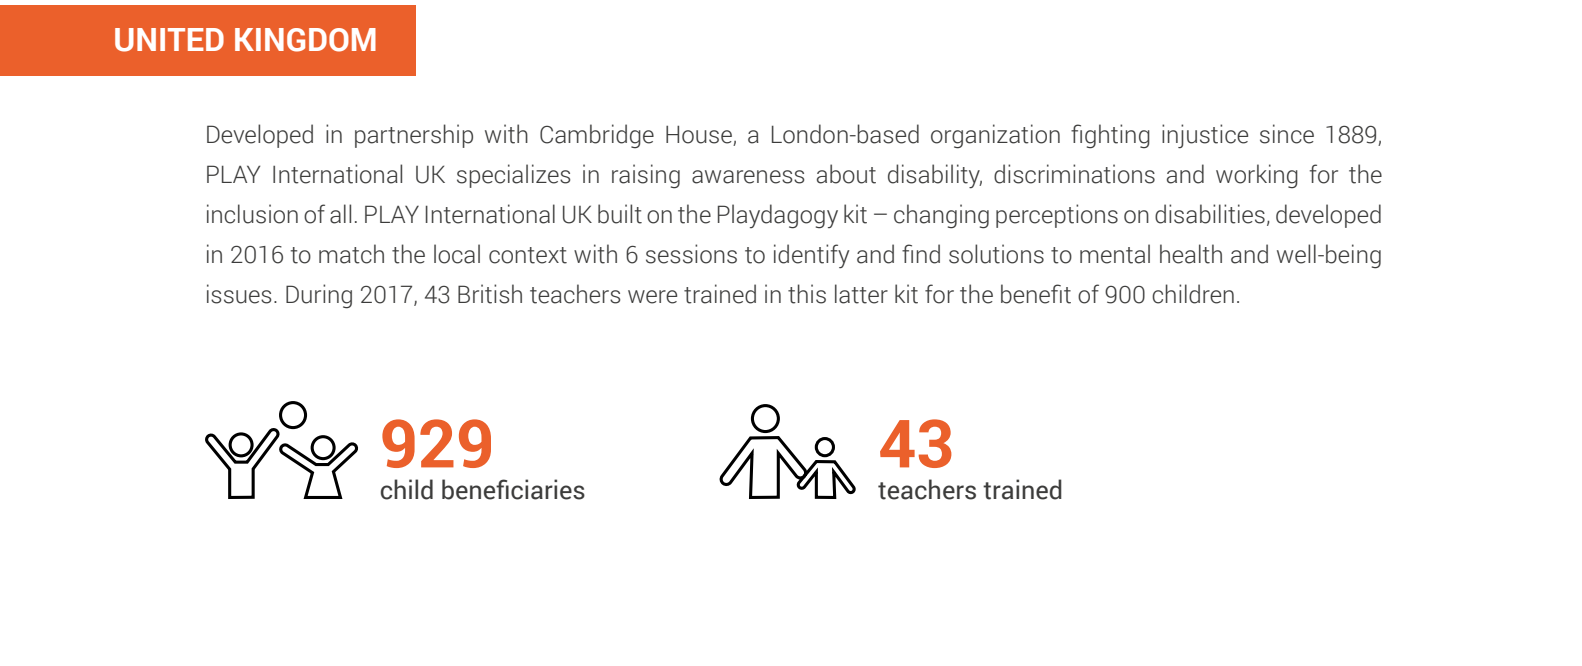 UNITED KINGDOM
Developed in partnership with Cambridge House, a London-based organization fighting injustice since 1889,
PLAY International UK specializes in raising awareness about disability, discriminations and working for the
inclusion of all. PLAY International UK built on the Playdagogy kit – changing perceptions on disabilities, developed
in 2016 to match the local context with 6 sessions to identify and find solutions to mental health and well-being
issues. During 2017, 43 British teachers were trained in this latter kit for the benefit of 900 children.
929
child beneficiaries
43
teachers trained